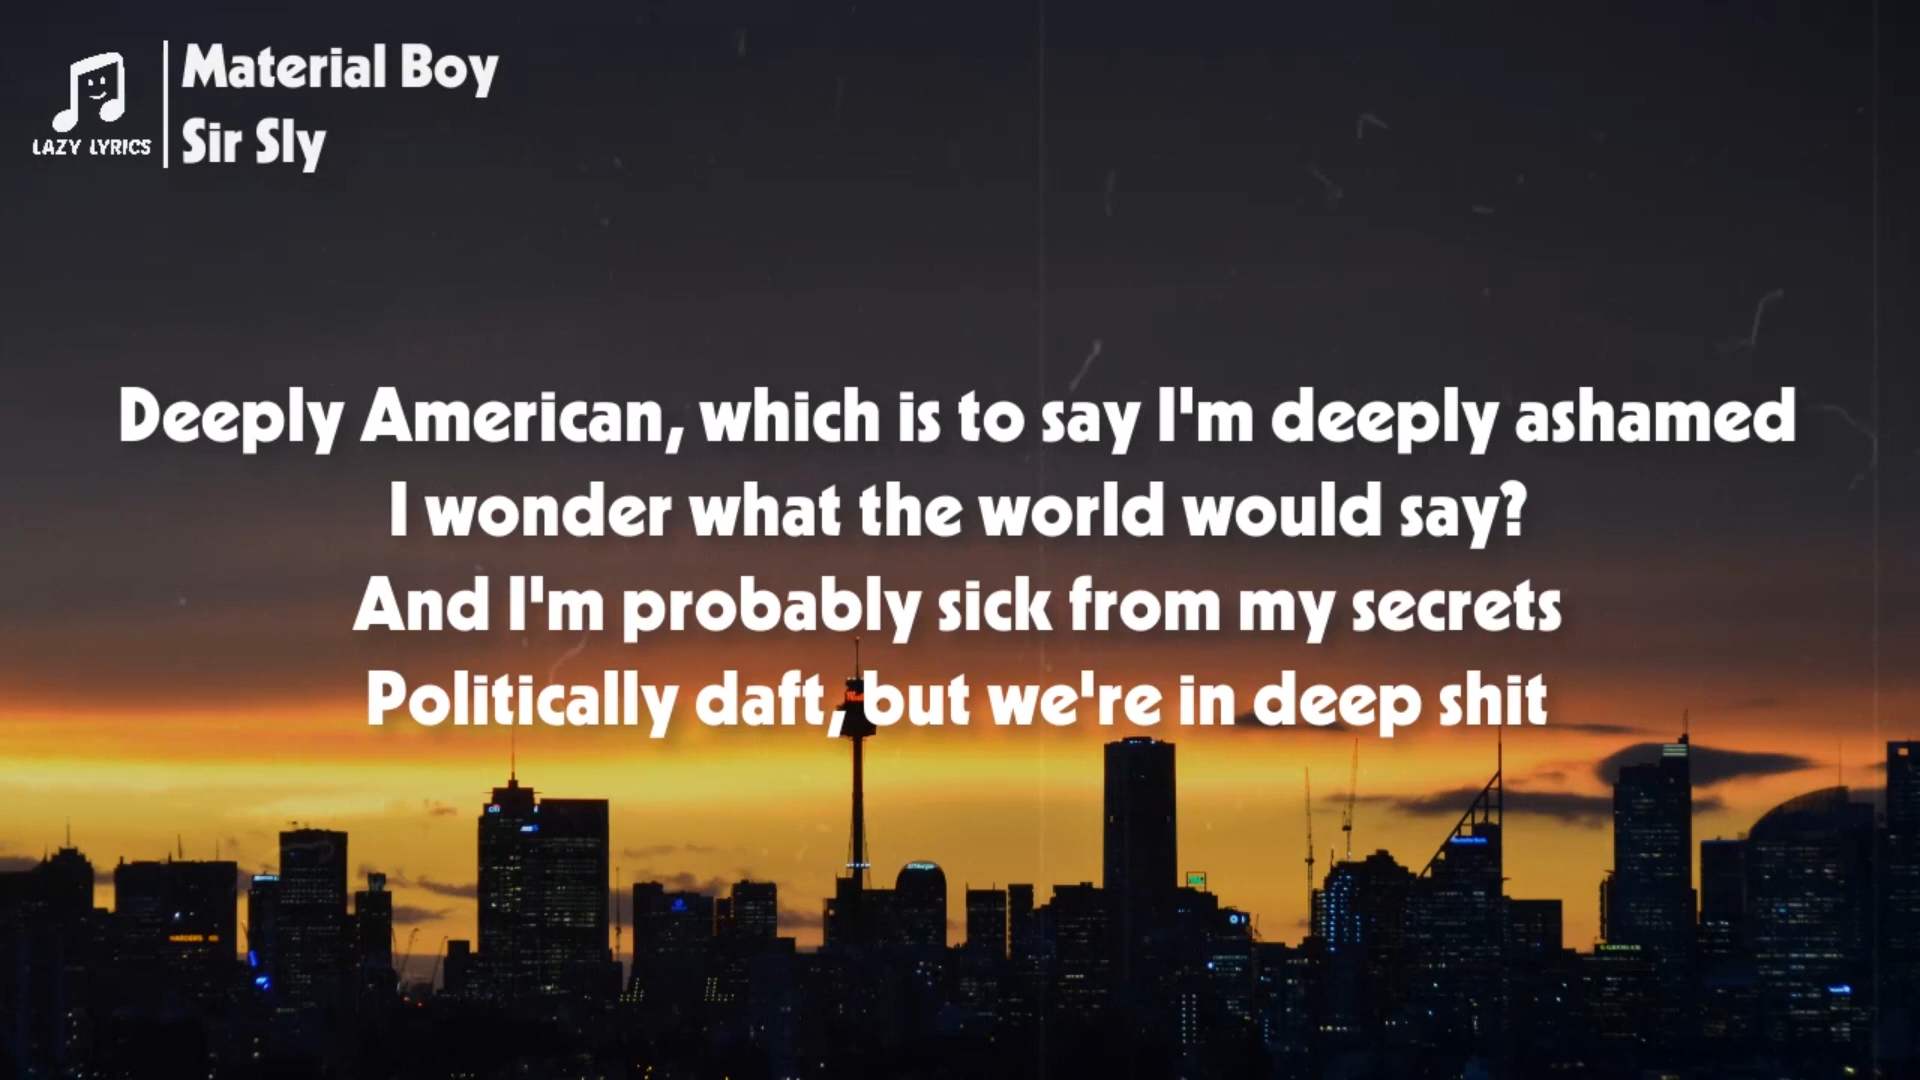 Material Boy
Sir Sly
LAZY LYRICS
Deeply American, which is to say I'm deeply ashamed
I wonder what the world would say?
And I'm probably sick from my secrets
Politically daft, but we're in deep shit
citi